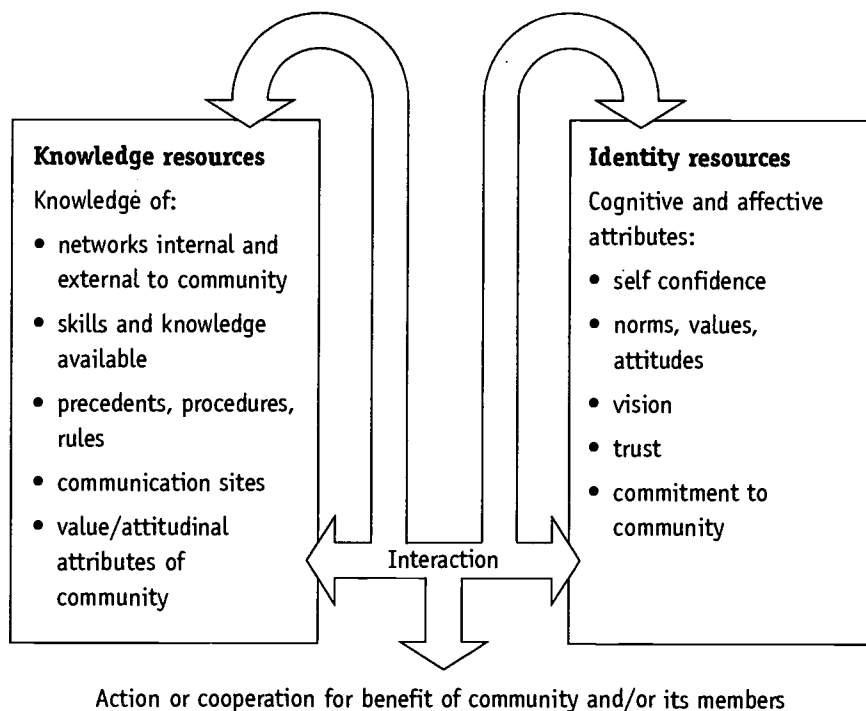 Knowledge resources
Knowledge of:
• networks internal and
external to community
• skills and knowledge
available
• precedents, procedures,
rules
• communication sites
• value/attitudinal
attributes of
community
Identity resources
Cognitive and affective
attributes:
• self confidence
• norms, values,
attitudes
• vision
• trust
• commitment to
community
Interaction
Action or cooperation for benefit of community and/or its members